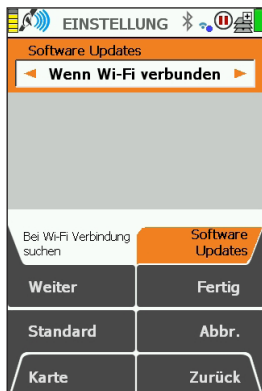 EINSTELLUNG
Software Updates
Wenn Wi-Fi verbunden
Bei Wi-Fi Verbindung
suchen
Software
Updates
Weiter
Fertig
Standard
Abbr.
Karte
Zurück